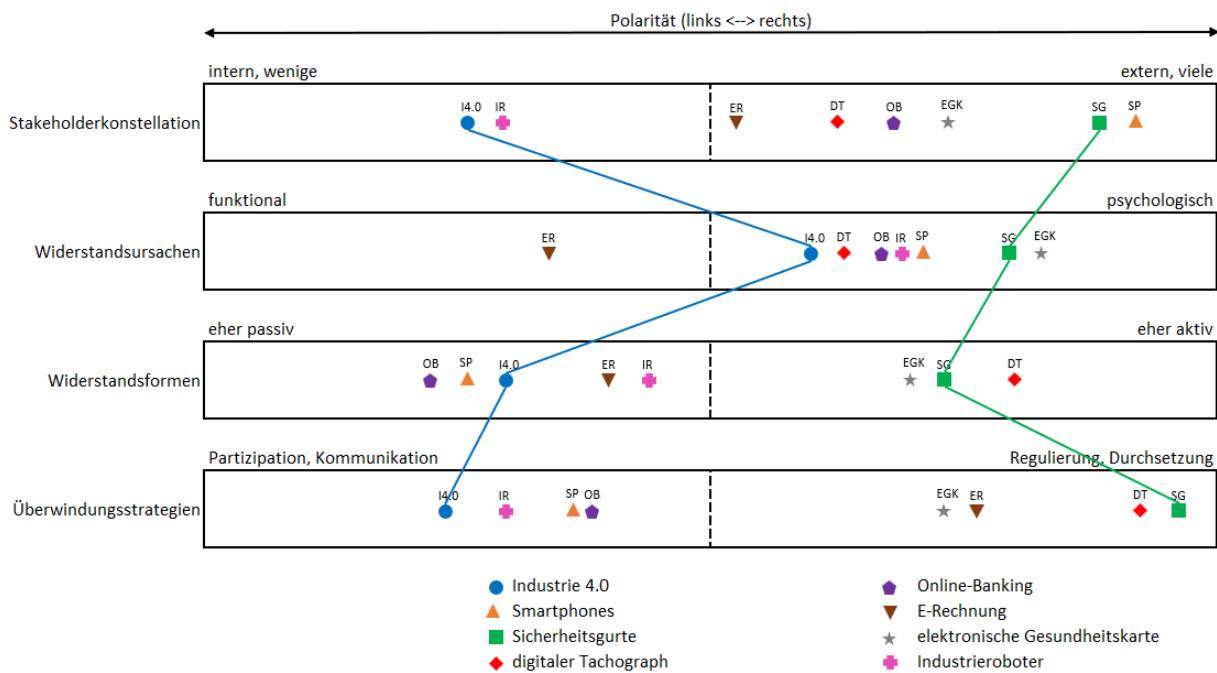 Polarität (links <--> rechts)
intern, wenige extern, viele
Stakeholderkonstellation
I4.0 IR ER DT OB EGK SG SP
funktional psychologisch
Widerstandsursachen
ER I4.0 DT OB IR SP SG EGK
eher passiv eher aktiv
Widerstandsformen
OB SP I4.0 ER IR EGK SG DT
Partizipation, Kommunikation Regulierung, Durchsetzung
Überwindungsstrategien
I4.0 IR SP OB EGK ER DT SG
Industrie 4.0 Online-Banking
Smartphones E-Rechnung
Sicherheitsgurte elektronische Gesundheitskarte
digitaler Tachograph Industrieroboter